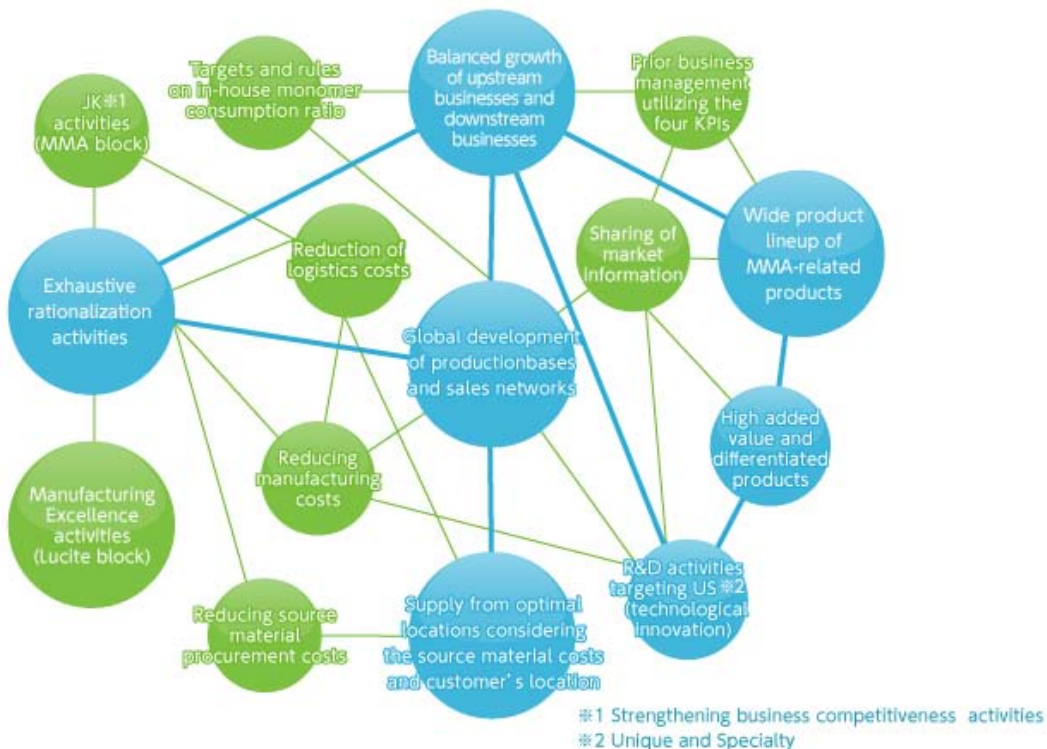 Targets and rules
on in-house monomer
consumption ratio
Balanced growth
of upstream
businesses and
downstream
businesses
Prior business
management
utilizing the
four KPIs
JK※1
activities
(MMA block)
Wide product
lineup of
MMA-related
products
Sharing of
market
Information
Reduction of
logistics costs
Exhaustive
rationalization
activities
Global development
of productionbases
and sales networks
High added
value and
differentiated
products
Reducing
manufacturing
costs
Manufacturing
Excellence
activities
(Lucite block)
R&D activities
targeting US※2
(technological
innovation)
Supply from optimal
locations considering
the source material costs
and customer's location
Reducing source
material
procurement costs
※1 Strengthening business competitiveness activities
※2 Unique and Specialty